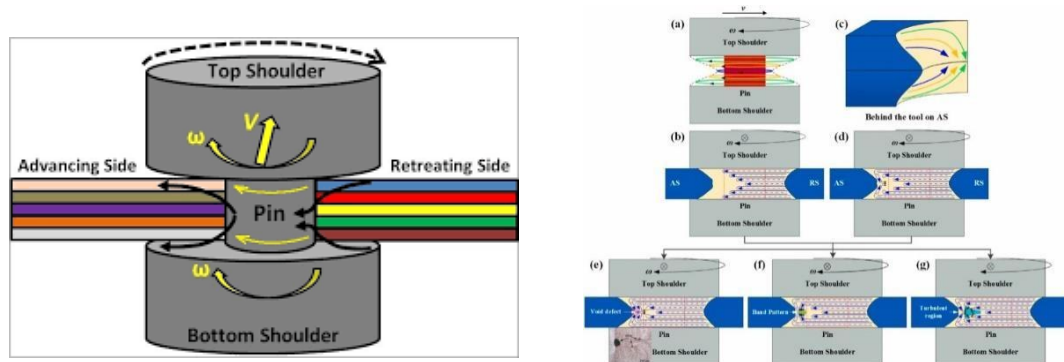 Top Shoulder
V
ω
Advancing Side
Retreating Side
Pin
ω
Bottom Shoulder
(a)
v
ω
Top Shoulder
Pin
Bottom Shoulder
(c)
Behind the tool on AS
(b)
ω
Top Shoulder
AS
RS
Pin
Bottom Shoulder
(d)
ω
Top Shoulder
AS
RS
Pin
Bottom Shoulder
(e)
ω
Top Shoulder
Void defect
Pin
Bottom Shoulder
(f)
ω
Top Shoulder
Band Pattern
Pin
Bottom Shoulder
(g)
ω
Top Shoulder
Turbulent
region
Pin
Bottom Shoulder